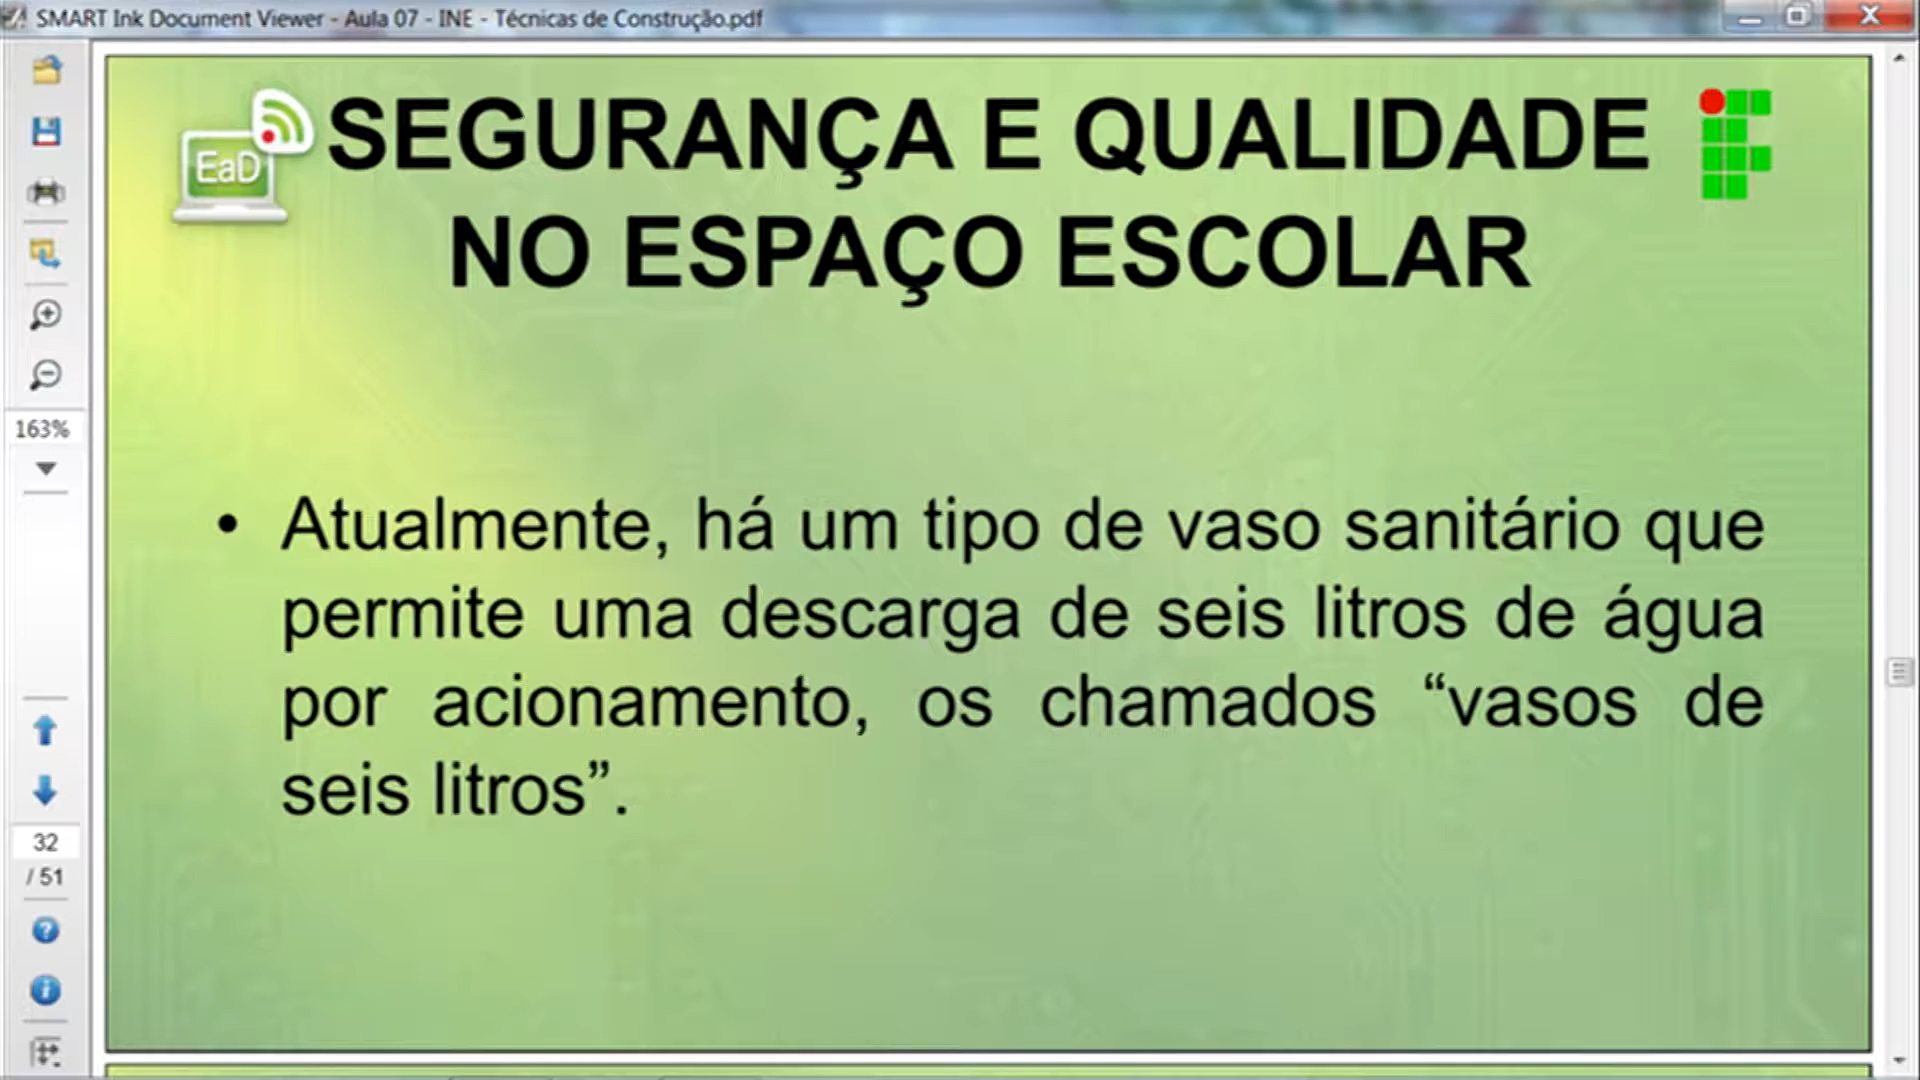 SMART Ink Document Viewer - Aula 07 - INE - Técnicas de Construção.pdf
EaD
SEGURANÇA E QUALIDADE
NO ESPAÇO ESCOLAR
163%
• Atualmente, há um tipo de vaso sanitário que
permite uma descarga de seis litros de água
por acionamento, os chamados “vasos de
seis litros”.
32
/ 51